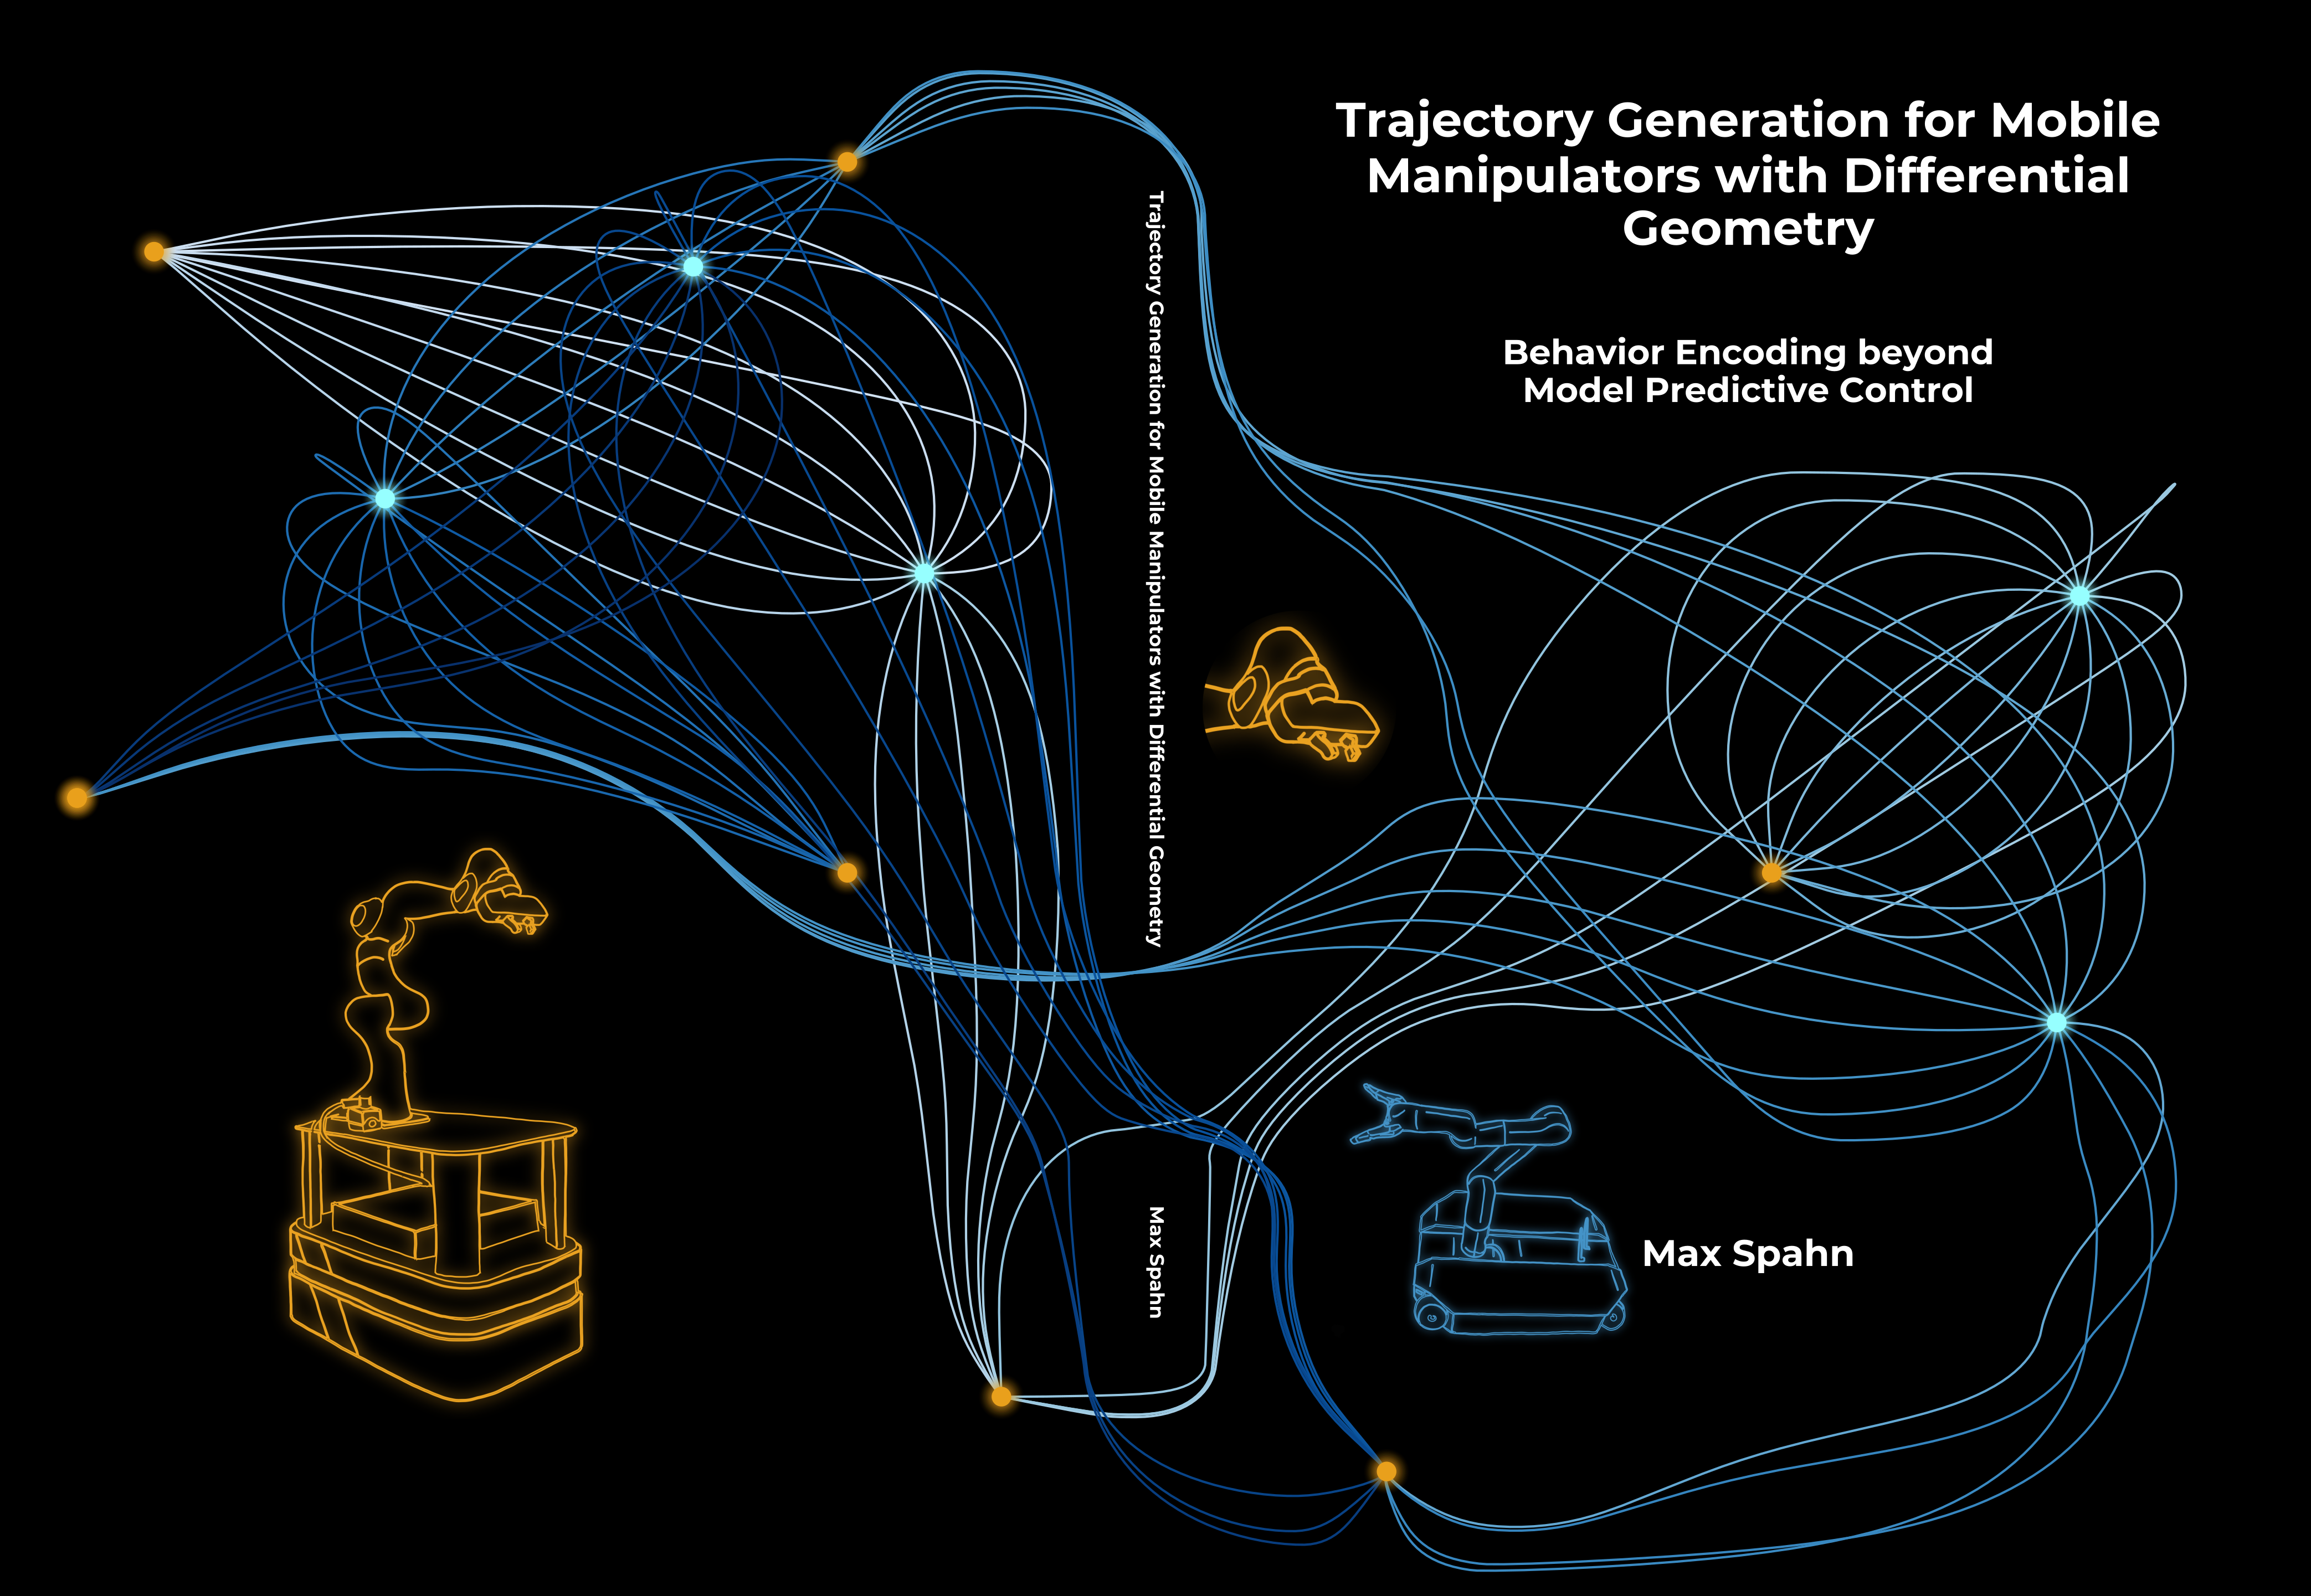 Trajectory Generation for Mobile
Manipulators with Differential
Geometry
Behavior Encoding beyond
Model Predictive Control
Max Spahn
Trajectory Generation for Mobile Manipulators with Differential Geometry
Max Spahn